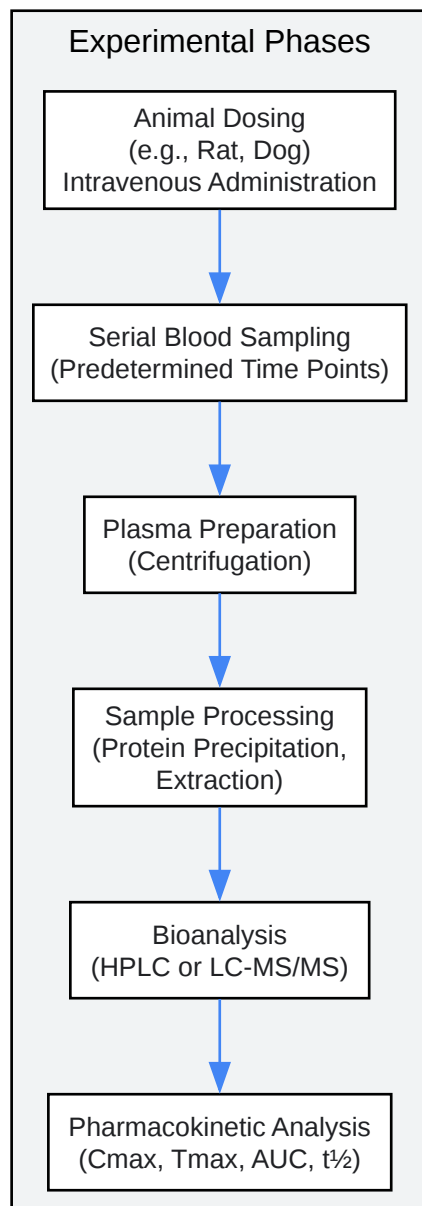 Experimental Phases
Animal Dosing
(e.g., Rat, Dog)
Intravenous Administration
Serial Blood Sampling
(Predetermined Time Points)
Plasma Preparation
(Centrifugation)
Sample Processing
(Protein Precipitation,
Extraction)
Bioanalysis
(HPLC or LC-MS/MS)
Pharmacokinetic Analysis
(Cmax, Tmax, AUC, t½)